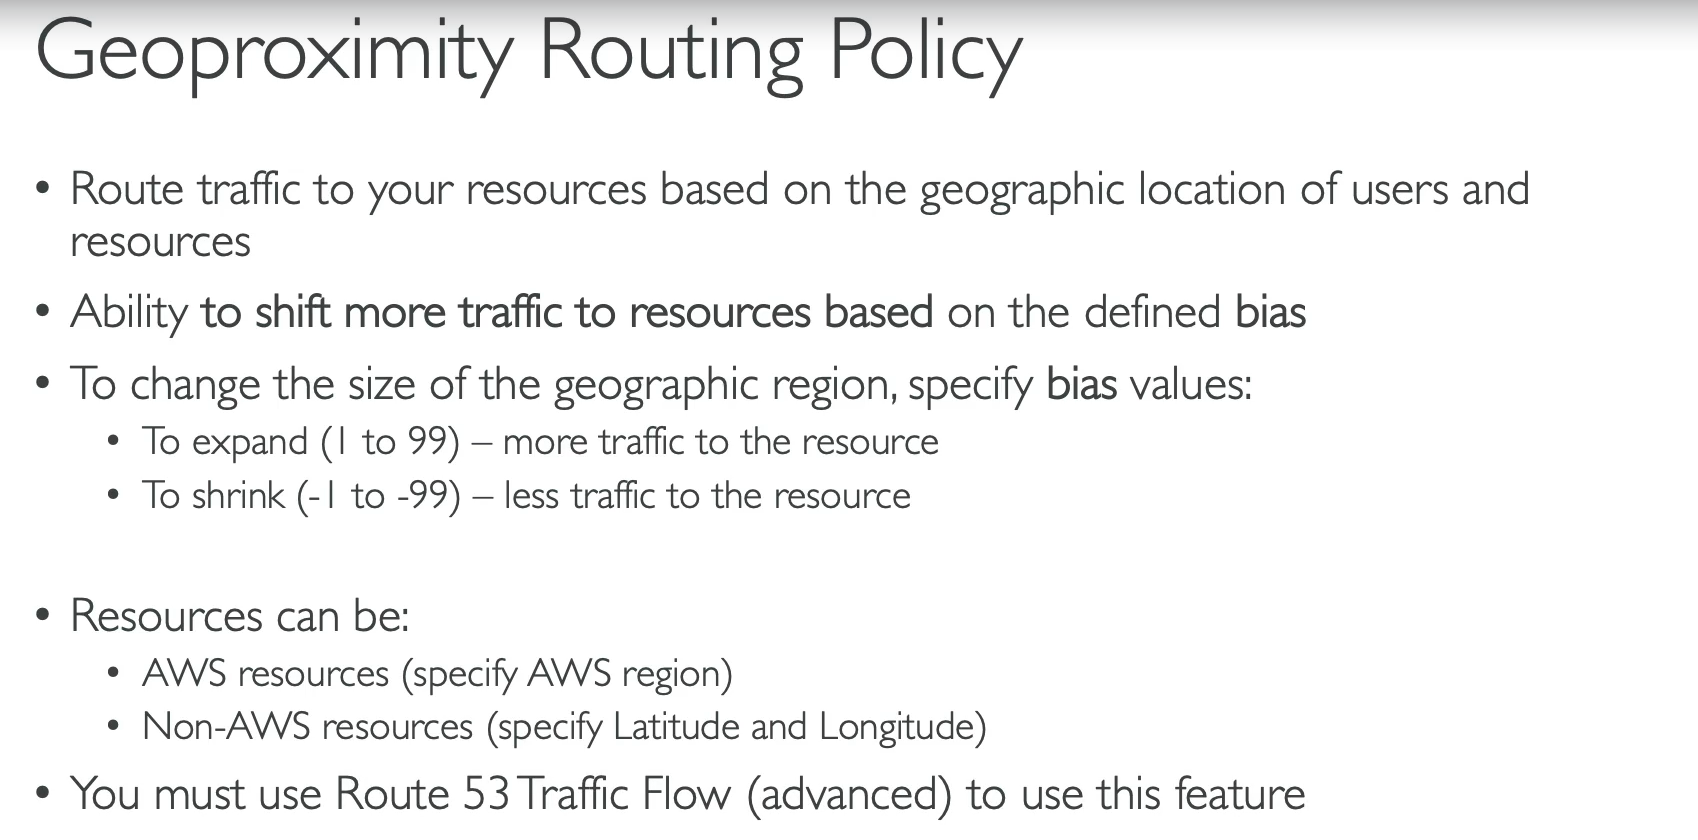 Geoproximity Routing Policy
• Route traffic to your resources based on the geographic location of users and
resources
• Ability to shift more traffic to resources based on the defined bias
• To change the size of the geographic region, specify bias values:
• To expand (1 to 99) – more traffic to the resource
• To shrink (-1 to -99) – less traffic to the resource
• Resources can be:
• AWS resources (specify AWS region)
• Non-AWS resources (specify Latitude and Longitude)
• You must use Route 53 Traffic Flow (advanced) to use this feature